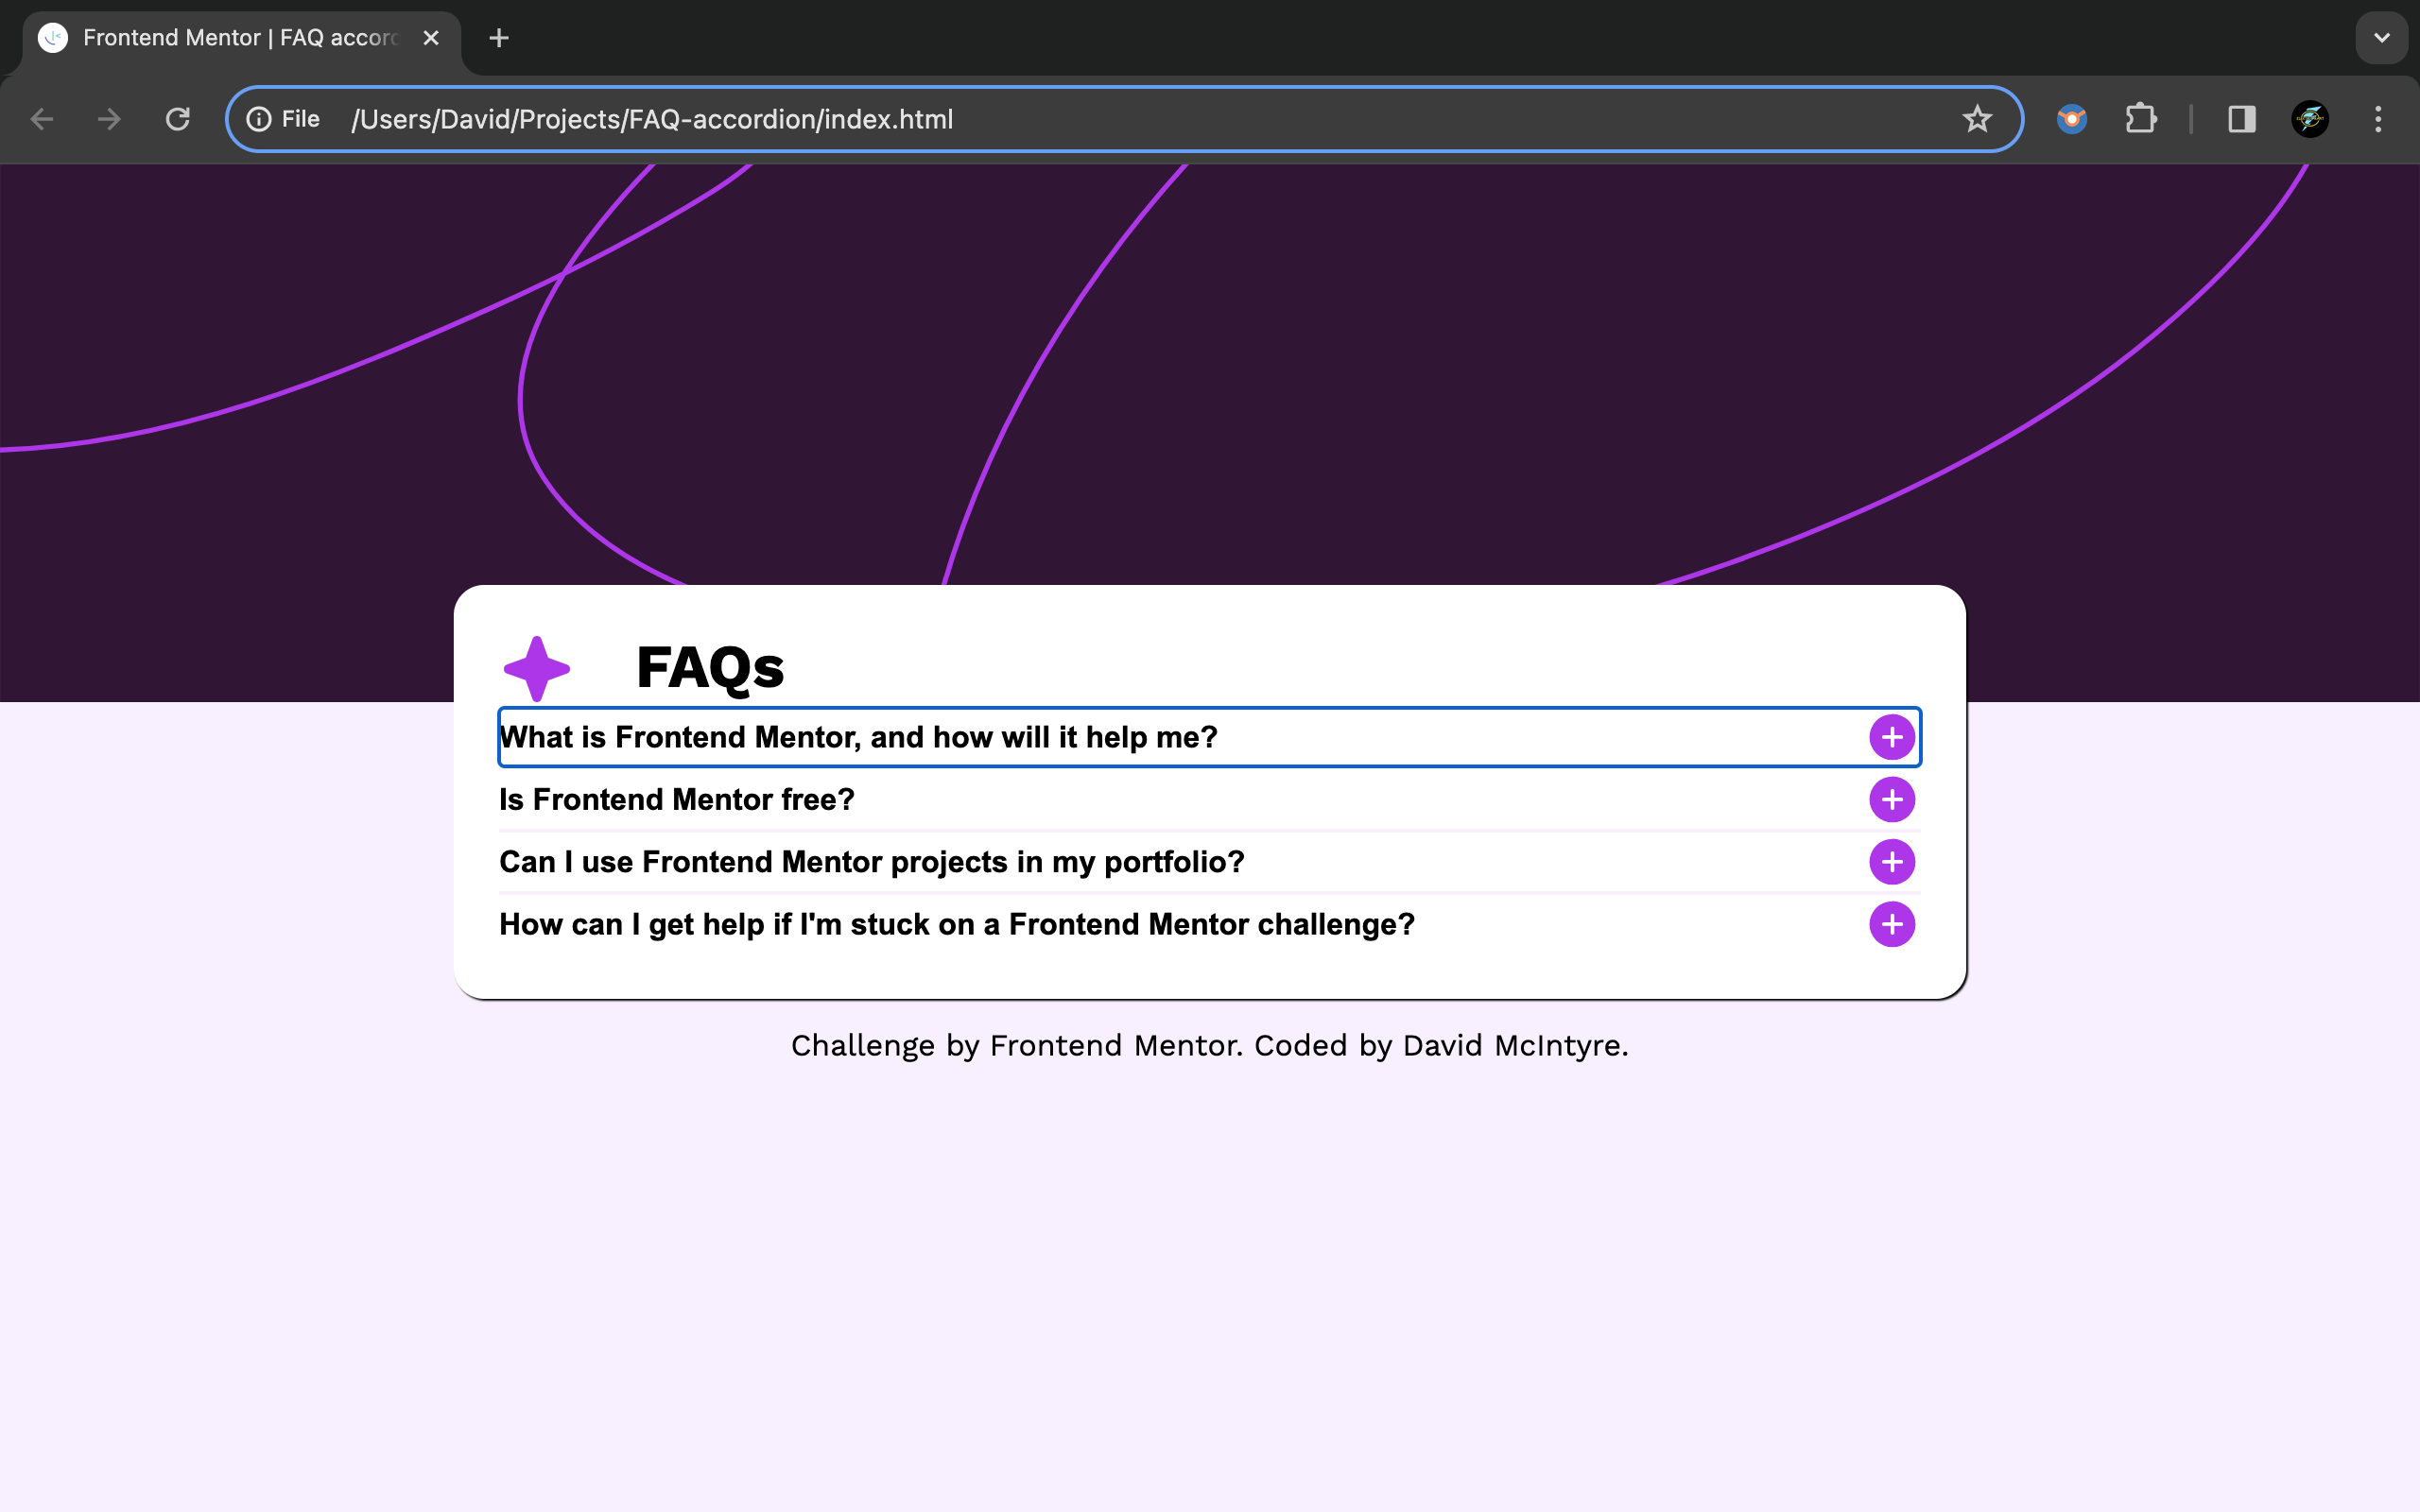 Frontend Mentor | FAQ accord
File /Users/David/Projects/FAQ-accordion/index.html
FAQs
What is Frontend Mentor, and how will it help me?
Is Frontend Mentor free?
Can I use Frontend Mentor projects in my portfolio?
How can I get help if I'm stuck on a Frontend Mentor challenge?
Challenge by Frontend Mentor. Coded by David McIntyre.